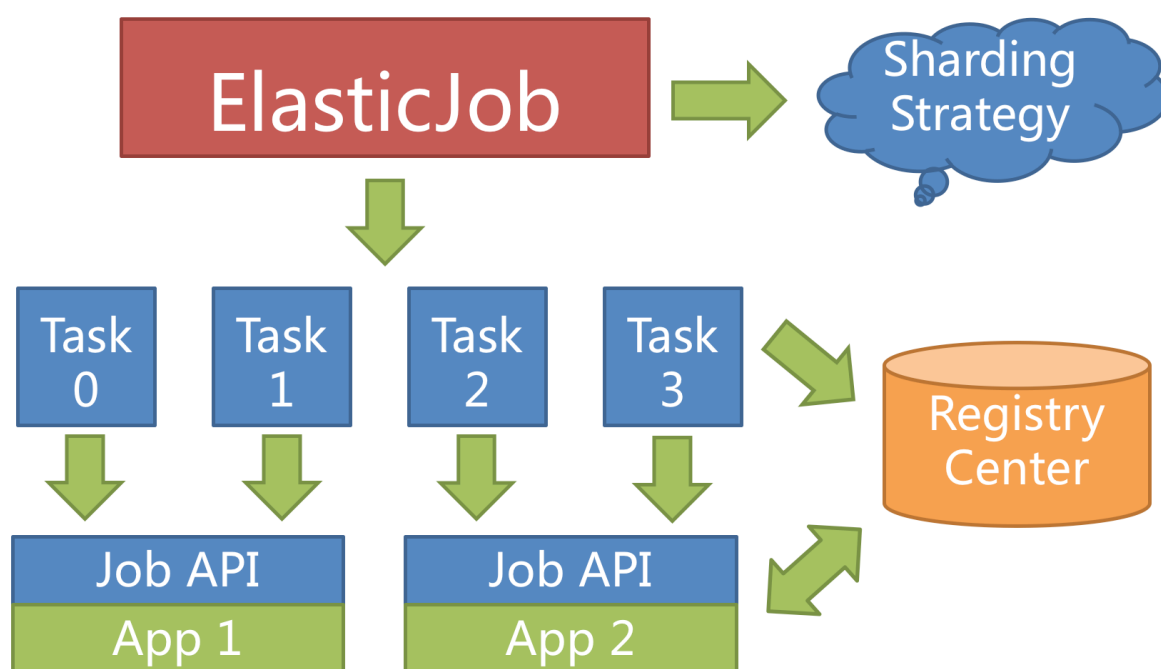 ElasticJob
Sharding
Strategy
Task
0
Task
1
Task
2
Task
3
Registry
Center
Job API
App 1
Job API
App 2